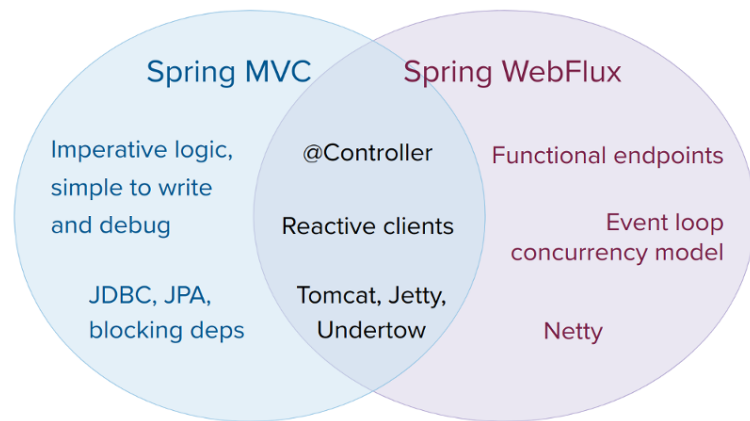 Spring MVC
Imperative logic,
simple to write
and debug
JDBC, JPA,
blocking deps
@Controller
Reactive clients
Tomcat, Jetty,
Undertow
Spring WebFlux
Functional endpoints
Event loop
concurrency model
Netty